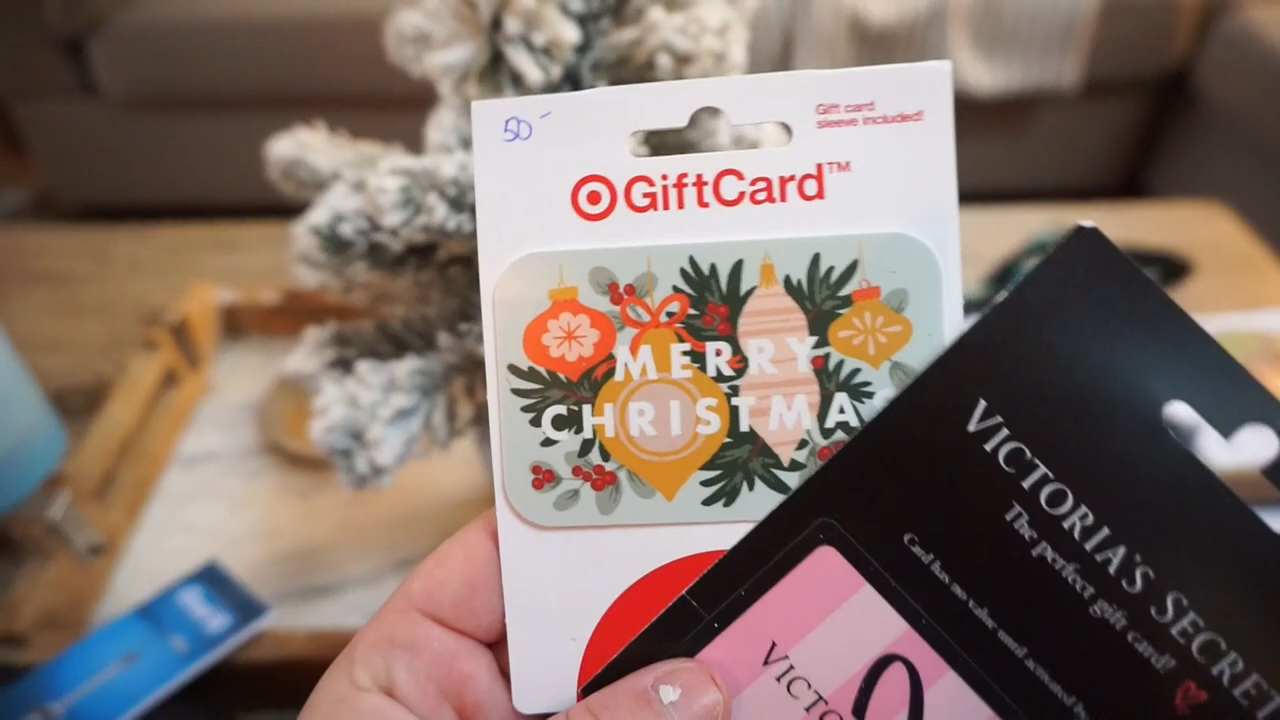 50-
Gift card
sleeve included!
GiftCard™
MERRY
CHRISTMAS
VICTORIA'S SECRET
The perfect gift card!
Card has no value until activated
VICTO